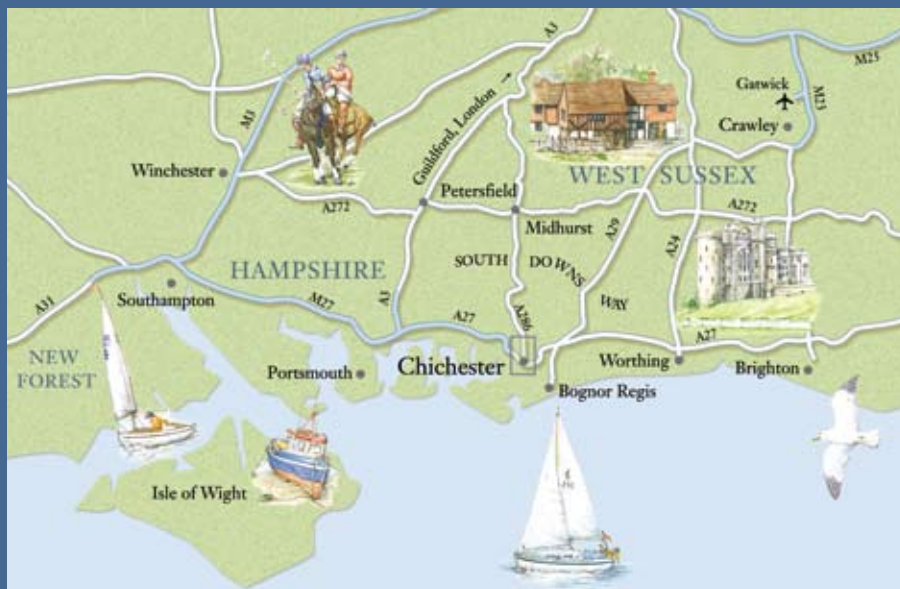 A3
M25
Gatwick
M23
M3
Guildford, London →
Crawley
Winchester
WEST SUSSEX
Petersfield
A272
A272
Midhurst
A29
A24
SOUTH DOWNS WAY
HAMPSHIRE
A31
Southampton
M27
A3
A27
A286
A27
NEW
FOREST
Portsmouth
Chichester
Worthing
Brighton
Bognor Regis
Isle of Wight